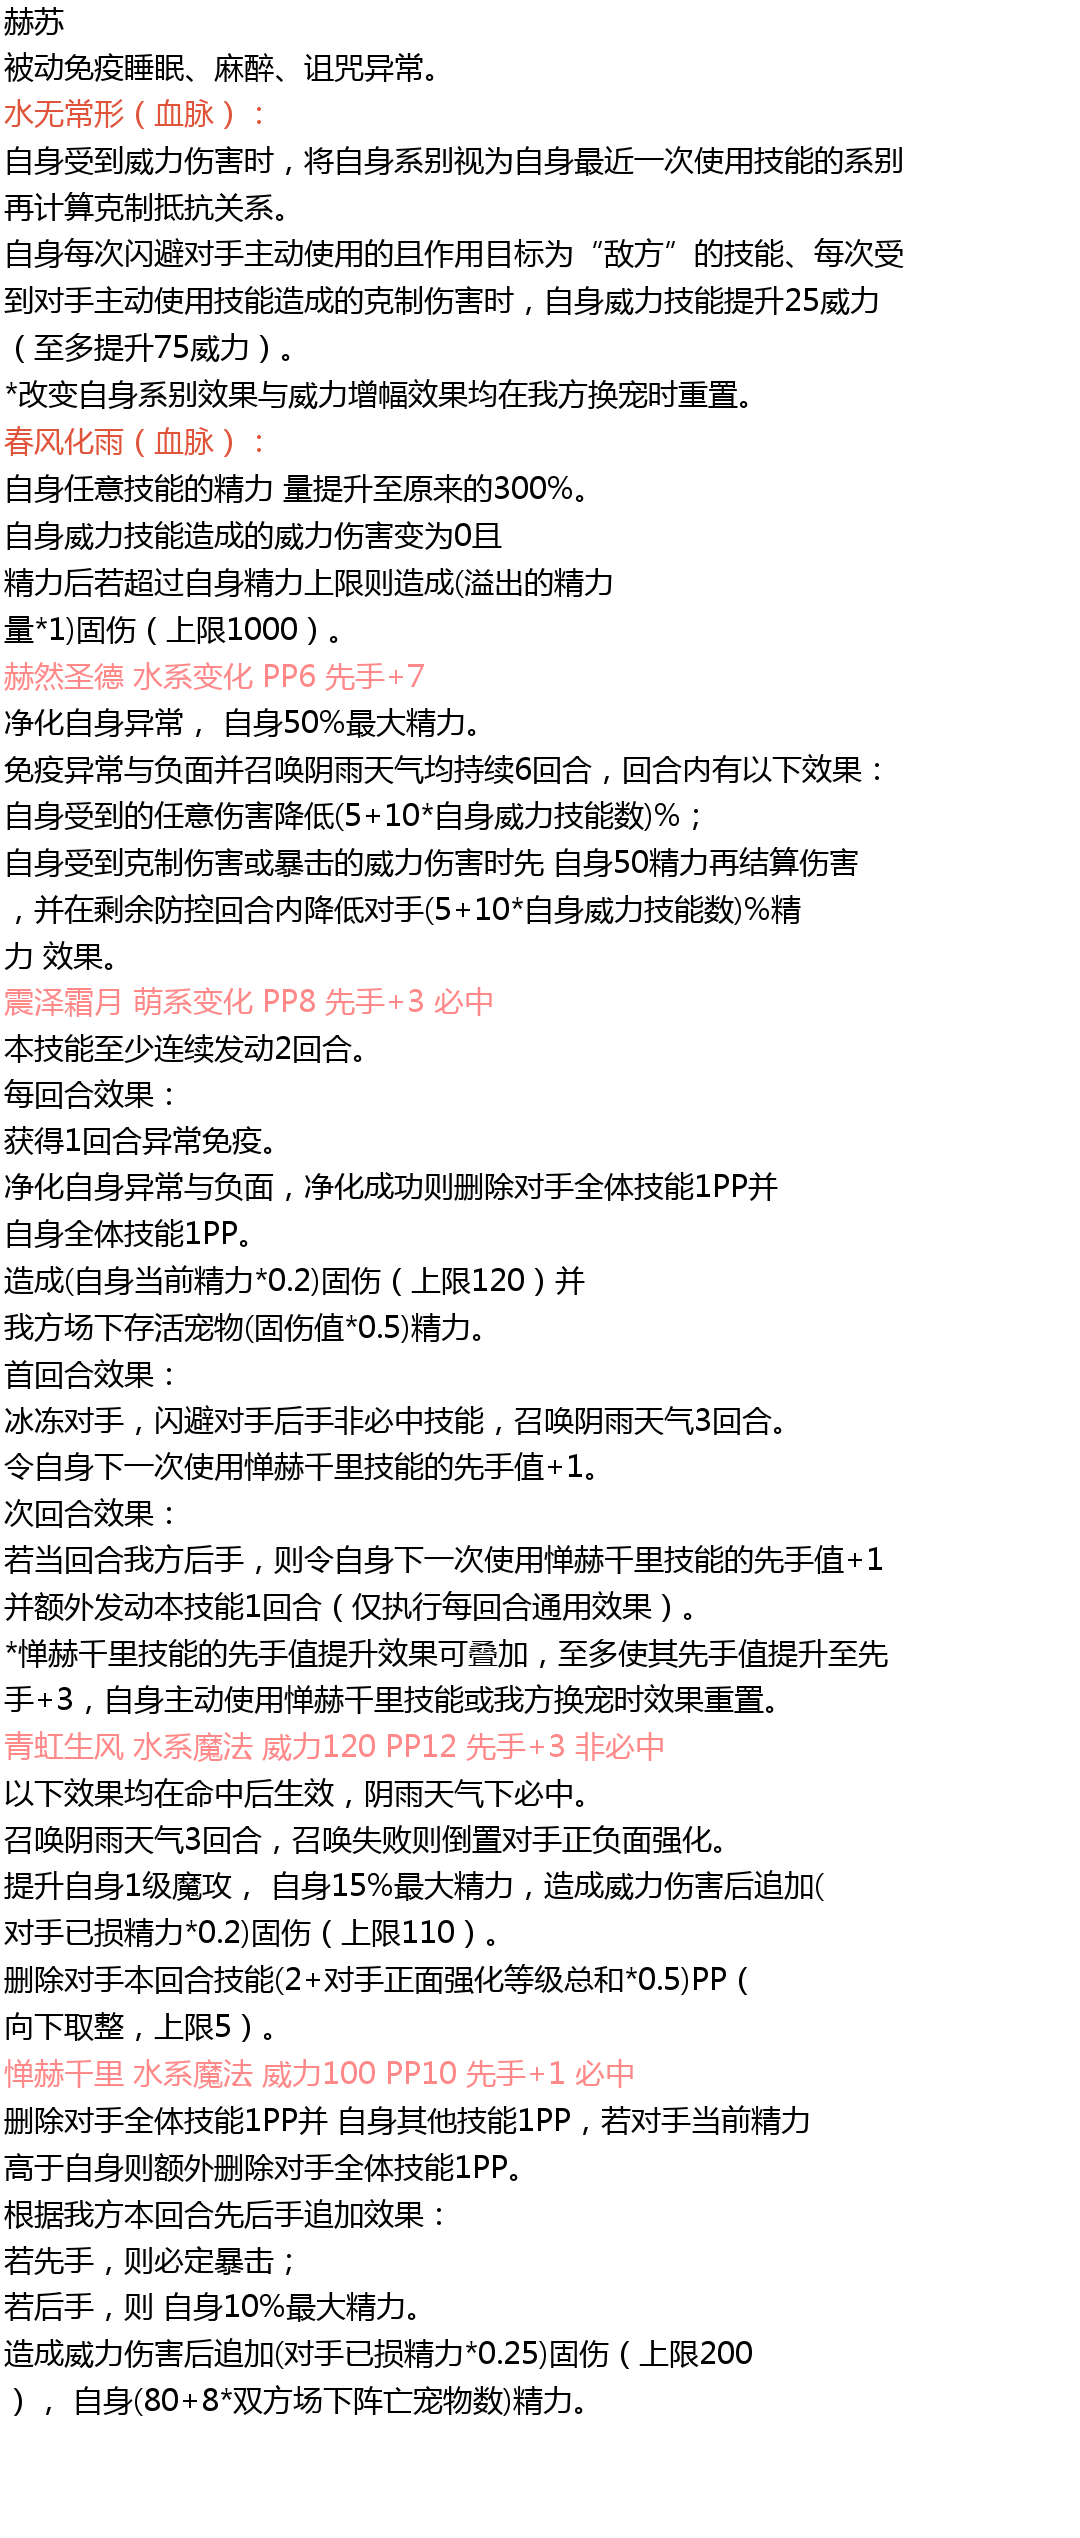 赫苏
被动免疫睡眠、麻醉、诅咒异常。
水无常形（血脉）：
自身受到威力伤害时，将自身系别视为自身最近一次使用技能的系别
再计算克制抵抗关系。
自身每次闪避对手主动使用的且作用目标为“敌方”的技能、每次受
到对手主动使用技能造成的克制伤害时，自身威力技能提升25威力
（至多提升75威力）。
*改变自身系别效果与威力增幅效果均在我方换宠时重置。
春风化雨（血脉）：
自身任意技能的精力 量提升至原来的300%。
自身威力技能造成的威力伤害变为0且
精力后若超过自身精力上限则造成(溢出的精力
量*1)固伤（上限1000）。
赫然圣德 水系变化 PP6 先手+7
净化自身异常， 自身50%最大精力。
免疫异常与负面并召唤阴雨天气均持续6回合，回合内有以下效果：
自身受到的任意伤害降低(5+10*自身威力技能数)%；
自身受到克制伤害或暴击的威力伤害时先 自身50精力再结算伤害
，并在剩余防控回合内降低对手(5+10*自身威力技能数)%精
力 效果。
震泽霜月 萌系变化 PP8 先手+3 必中
本技能至少连续发动2回合。
每回合效果：
获得1回合异常免疫。
净化自身异常与负面，净化成功则删除对手全体技能1PP并
自身全体技能1PP。
造成(自身当前精力*0.2)固伤（上限120）并
我方场下存活宠物(固伤值*0.5)精力。
首回合效果：
冰冻对手，闪避对手后手非必中技能，召唤阴雨天气3回合。
令自身下一次使用惮赫千里技能的先手值+1。
次回合效果：
若当回合我方后手，则令自身下一次使用惮赫千里技能的先手值+1
并额外发动本技能1回合（仅执行每回合通用效果）。
*惮赫千里技能的先手值提升效果可叠加，至多使其先手值提升至先
手+3，自身主动使用惮赫千里技能或我方换宠时效果重置。
青虹生风 水系魔法 威力120 PP12 先手+3 非必中
以下效果均在命中后生效，阴雨天气下必中。
召唤阴雨天气3回合，召唤失败则倒置对手正负面强化。
提升自身1级魔攻， 自身15%最大精力，造成威力伤害后追加(
对手已损精力*0.2)固伤（上限110）。
删除对手本回合技能(2+对手正面强化等级总和*0.5)PP（
向下取整，上限5）。
惮赫千里 水系魔法 威力100 PP10 先手+1 必中
删除对手全体技能1PP并 自身其他技能1PP，若对手当前精力
高于自身则额外删除对手全体技能1PP。
根据我方本回合先后手追加效果：
若先手，则必定暴击；
若后手，则 自身10%最大精力。
造成威力伤害后追加(对手已损精力*0.25)固伤（上限200
）， 自身(80+8*双方场下阵亡宠物数)精力。